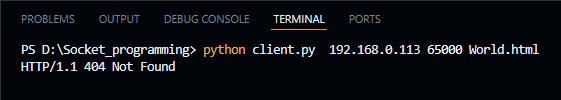 PROBLEMS OUTPUT DEBUG CONSOLE TERMINAL PORTS
PS D:\Socket_programming> python client.py  192.168.0.113 65000 World.html
HTTP/1.1 404 Not Found